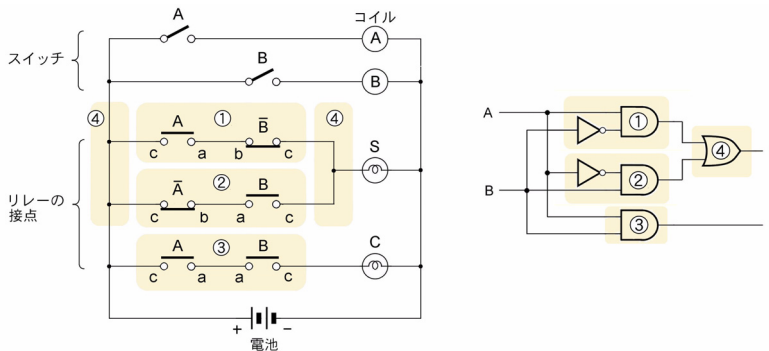 A
コイル
A
スイッチ
B
B
④ ① ④
A B̅
c a b c
S
②
A̅ B
c b a c
リレーの
接点
③
A B
C
c a a c
+ −
電池
A
①
④
②
B
③